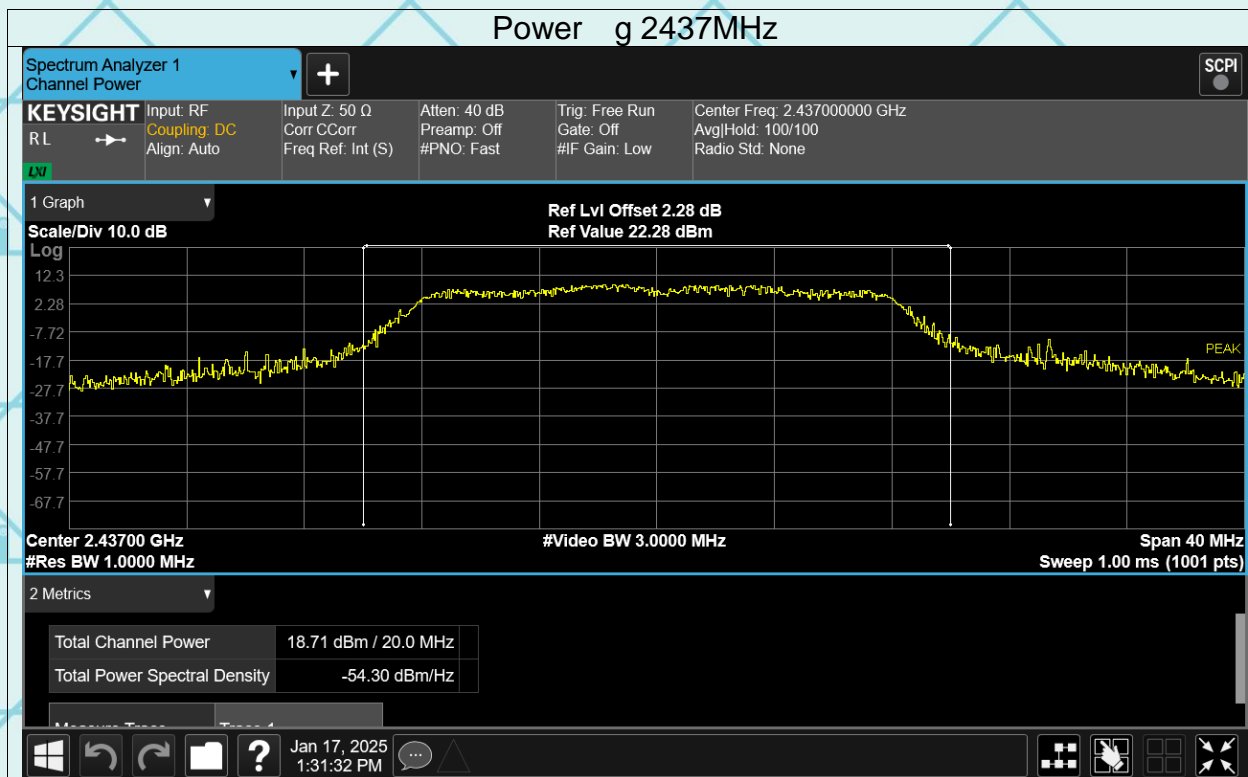 Power g 2437MHz
Spectrum Analyzer 1
Channel Power
SCPI
KEYSIGHT
RL
LXI
Input: RF
Coupling: DC
Align: Auto
Input Z: 50 Ω
Corr CCorr
Freq Ref: Int (S)
Atten: 40 dB
Preamp: Off
#PNO: Fast
Trig: Free Run
Gate: Off
#IF Gain: Low
Center Freq: 2.437000000 GHz
Avg|Hold: 100/100
Radio Std: None
1 Graph
Scale/Div 10.0 dB
Ref Lvl Offset 2.28 dB
Ref Value 22.28 dBm
Log
12.3
2.28
-7.72
-17.7
-27.7
-37.7
-47.7
-57.7
-67.7
PEAK
Center 2.43700 GHz
#Video BW 3.0000 MHz
Span 40 MHz
#Res BW 1.0000 MHz
Sweep 1.00 ms (1001 pts)
2 Metrics
Total Channel Power 18.71 dBm / 20.0 MHz
Total Power Spectral Density -54.30 dBm/Hz
Measure Trace Trace 1
Jan 17, 2025
1:31:32 PM